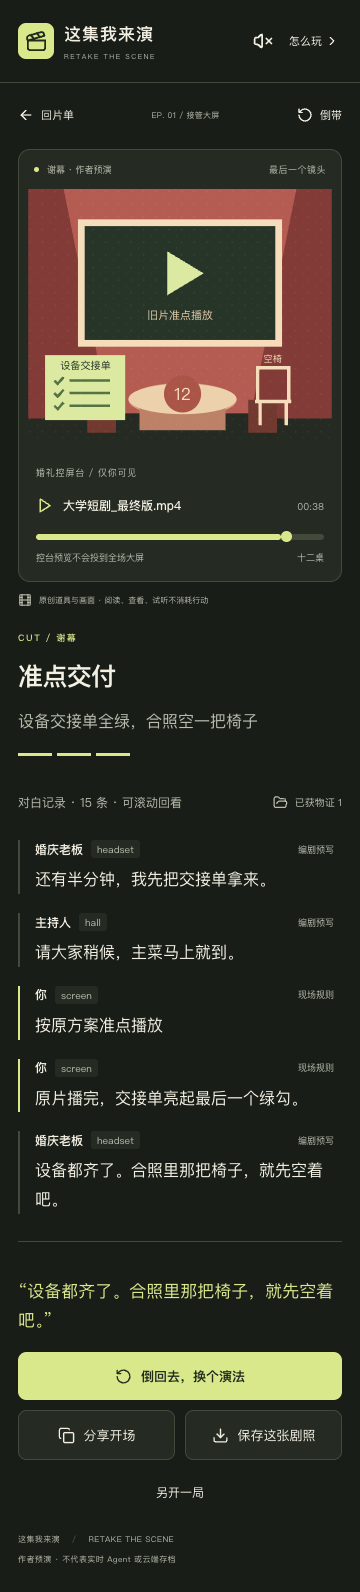 这集我来演
RETAKE THE SCENE
怎么玩
回片单
EP. 01 / 接管大屏
倒带
谢幕 · 作者预演
最后一个镜头
旧片准点播放
设备交接单
12
空椅
婚礼控屏台 / 仅你可见
大学短剧_最终版.mp4
00:38
控台预览不会投到全场大屏
十二桌
原创道具与画面 · 阅读、查看、试听不消耗行动
CUT / 谢幕
准点交付
设备交接单全绿，合照空一把椅子
对白记录 · 15 条 · 可滚动回看
已获物证 1
婚庆老板
headset
编剧预写
还有半分钟，我先把交接单拿来。
主持人
hall
编剧预写
请大家稍候，主菜马上就到。
你
screen
现场规则
按原方案准点播放
你
screen
现场规则
原片播完，交接单亮起最后一个绿勾。
婚庆老板
headset
编剧预写
设备都齐了。合照里那把椅子，就先空着
吧。
“设备都齐了。合照里那把椅子，就先空着
吧。”
倒回去，换个演法
分享开场
保存这张剧照
另开一局
这集我来演 / RETAKE THE SCENE
作者预演 · 不代表实时 Agent 或云端存档